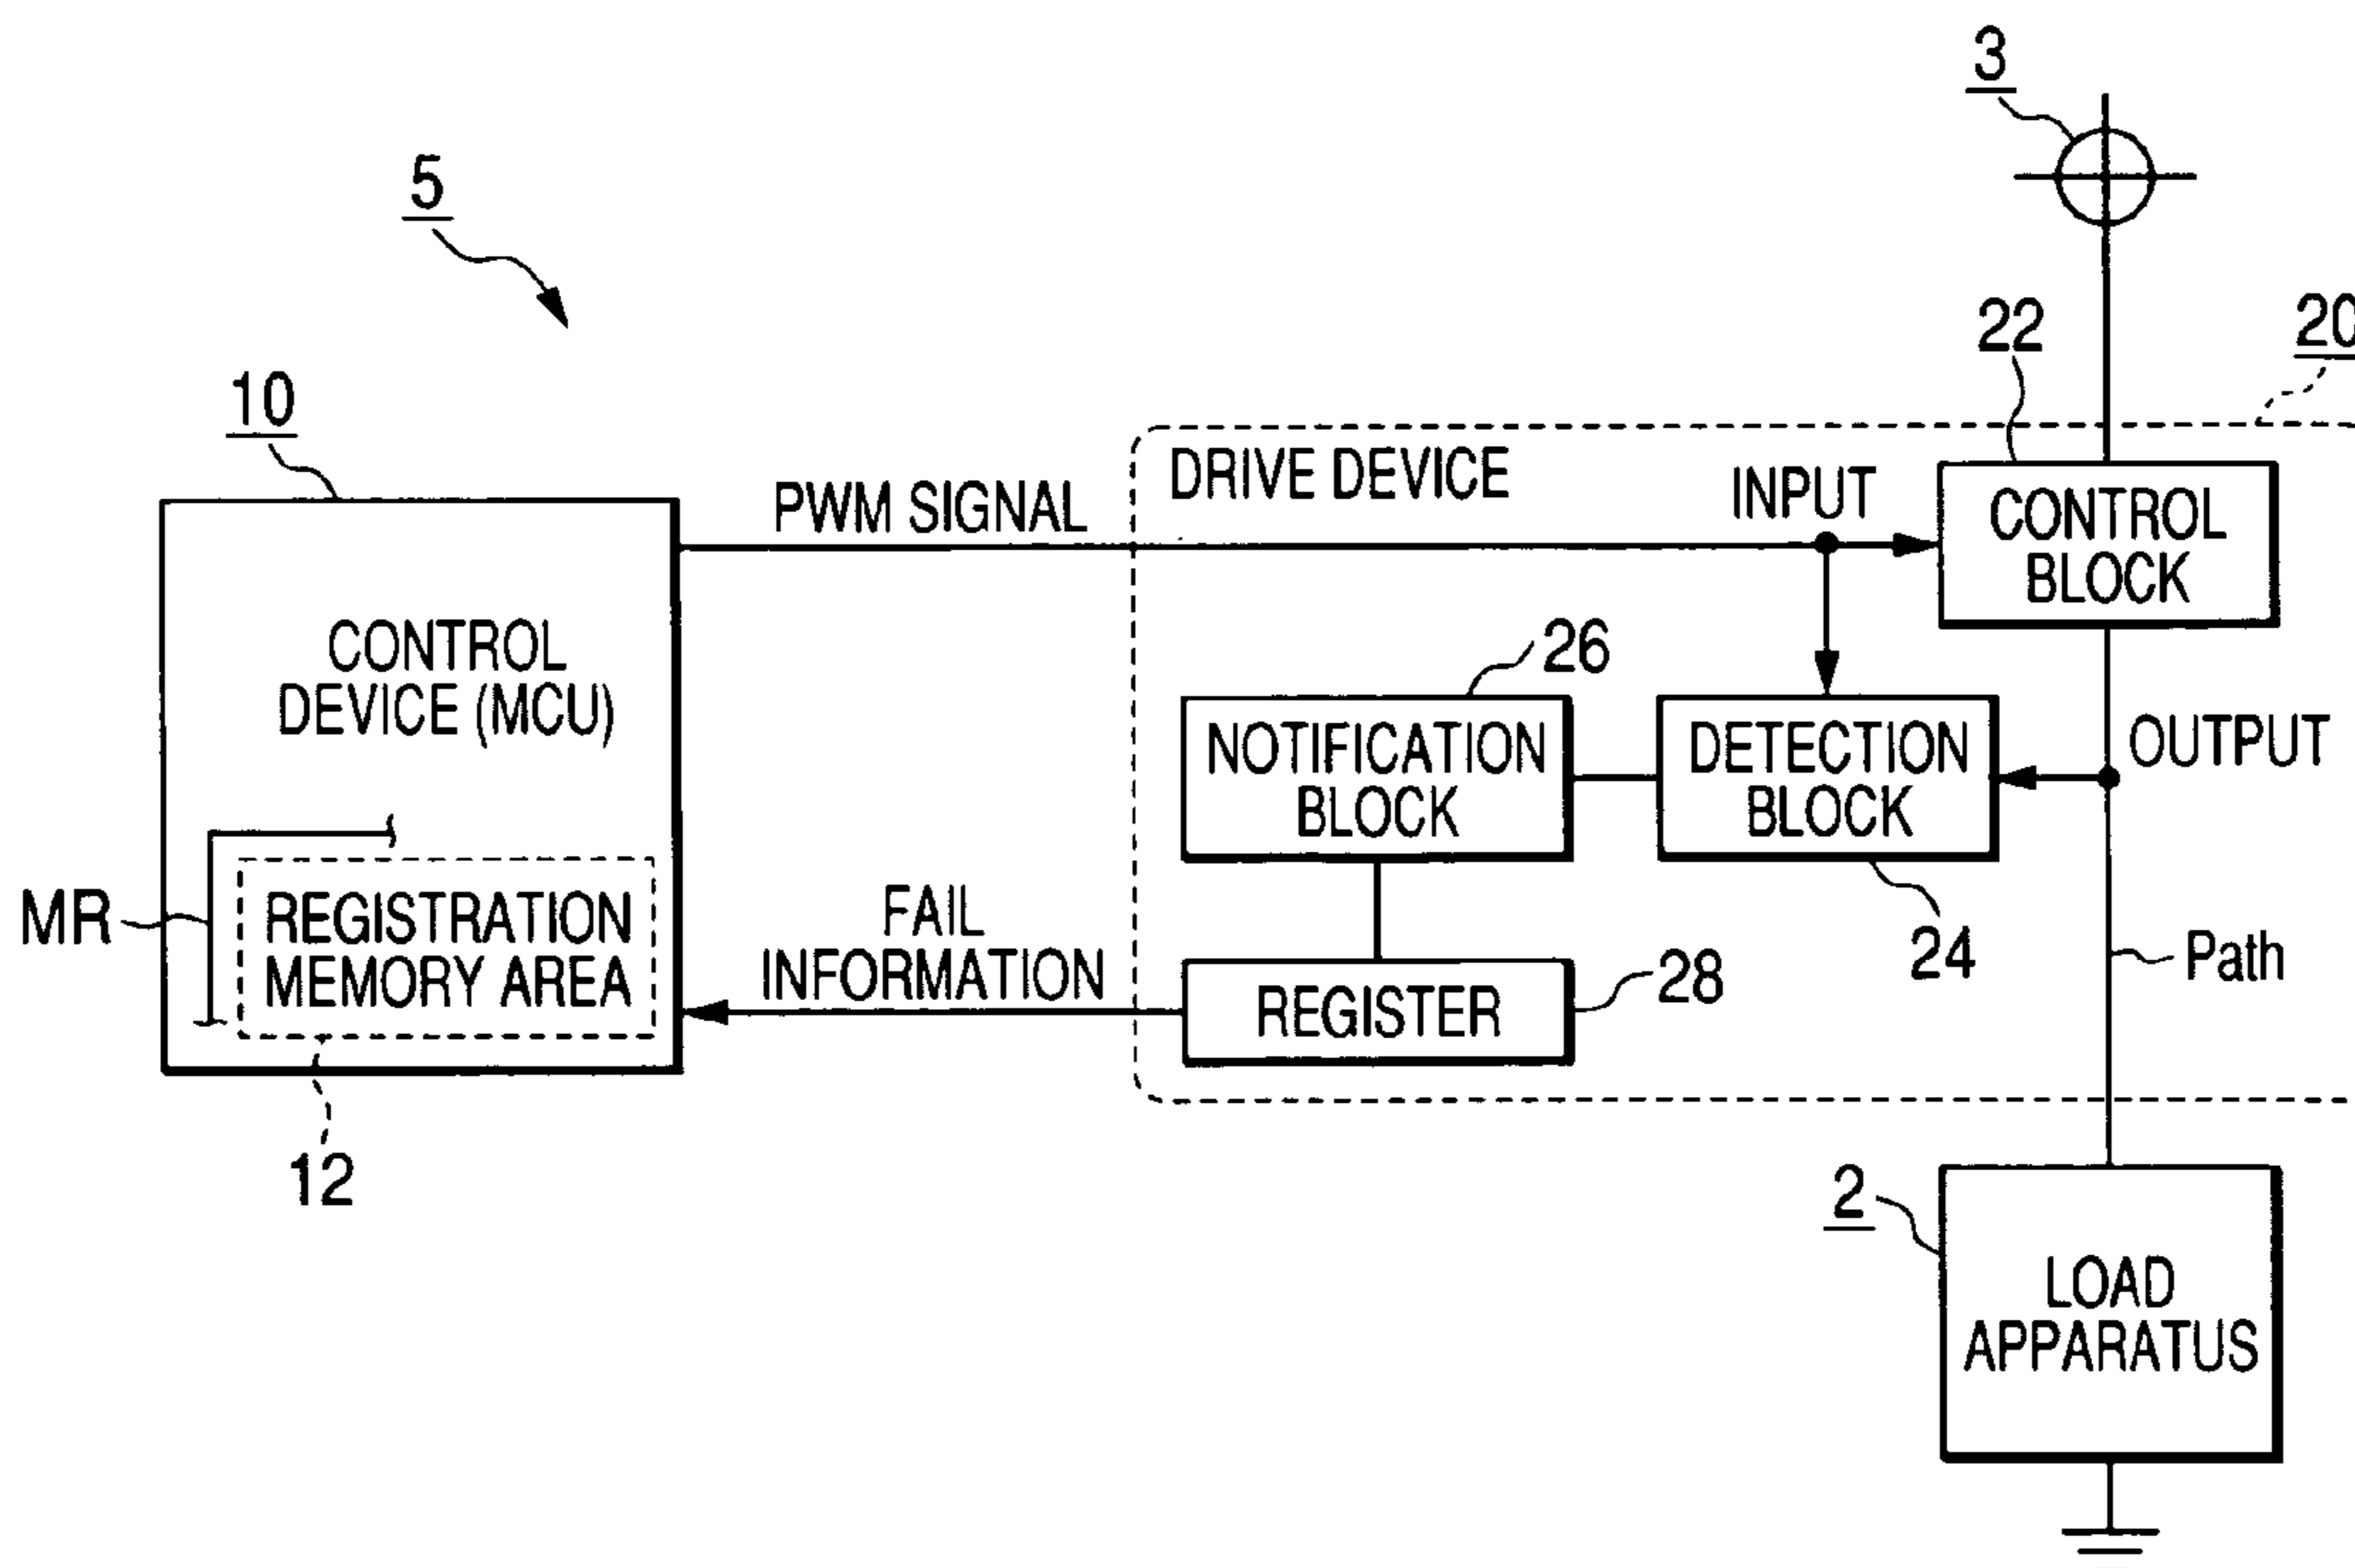 3
5
20
22
10
DRIVE DEVICE
PWM SIGNAL
INPUT
CONTROL
BLOCK
CONTROL
DEVICE (MCU)
26
NOTIFICATION
BLOCK
DETECTION
BLOCK
OUTPUT
MR
REGISTRATION
MEMORY AREA
FAIL
INFORMATION
24
Path
28
REGISTER
12
2
LOAD
APPARATUS